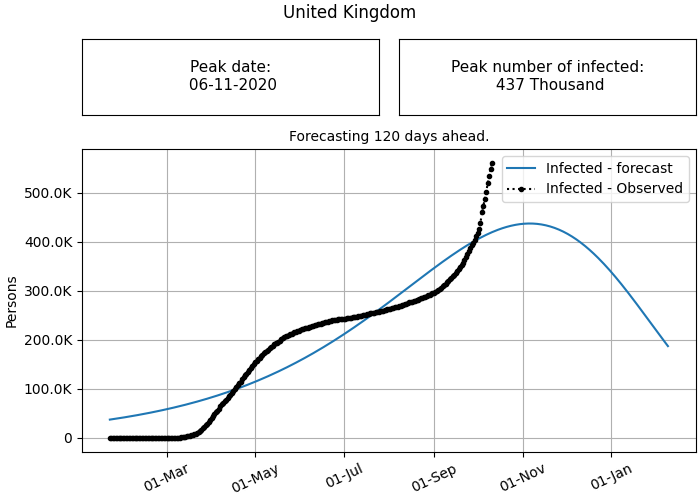 United Kingdom
Peak date:
06-11-2020
Peak number of infected:
437 Thousand
Forecasting 120 days ahead.
Infected - forecast
Infected - Observed
Persons
500.0K
400.0K
300.0K
200.0K
100.0K
0
01-Mar
01-May
01-Jul
01-Sep
01-Nov
01-Jan